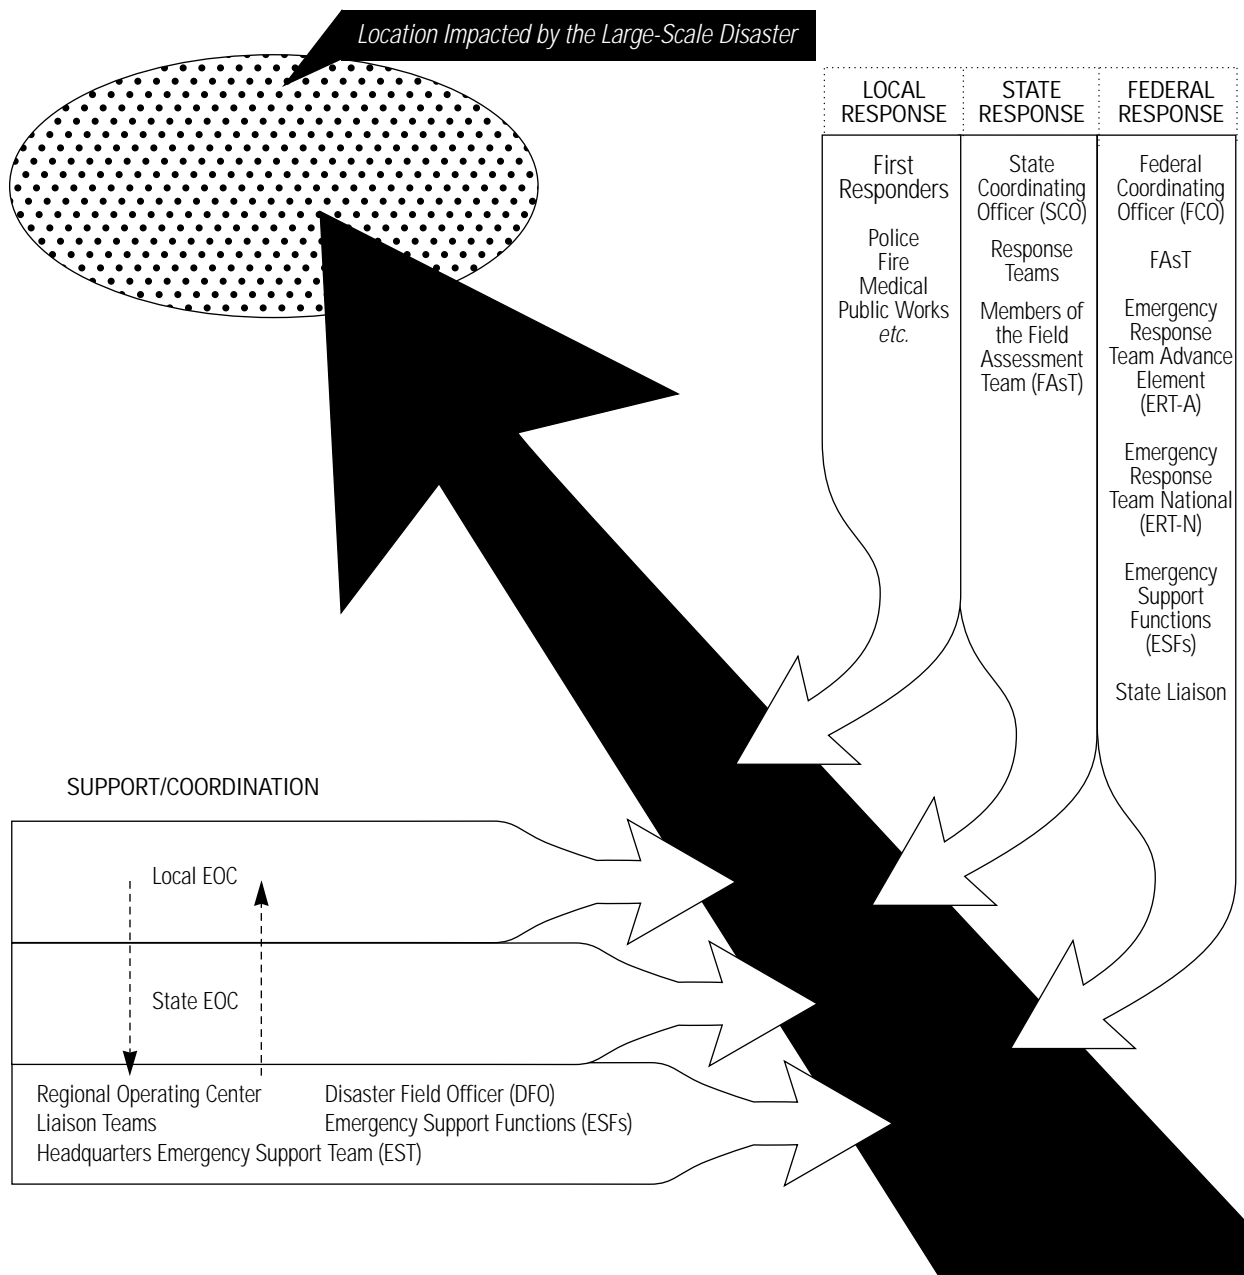 Location Impacted by the Large-Scale Disaster
LOCAL
RESPONSE
First
Responders
Police
Fire
Medical
Public Works
etc.
STATE
RESPONSE
State
Coordinating
Officer (SCO)
Response
Teams
Members of
the Field
Assessment
Team (FAsT)
FEDERAL
RESPONSE
Federal
Coordinating
Officer (FCO)
FAsT
Emergency
Response
Team Advance
Element
(ERT-A)
Emergency
Response
Team National
(ERT-N)
Emergency
Support
Functions
(ESFs)
State Liaison
SUPPORT/COORDINATION
Local EOC
State EOC
Regional Operating Center
Liaison Teams
Headquarters Emergency Support Team (EST)
Disaster Field Officer (DFO)
Emergency Support Functions (ESFs)